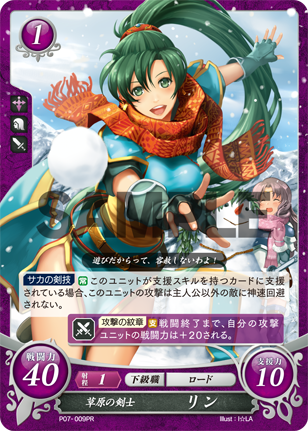 1
SAMPLE
遊びだからって、容赦しないわよ！
サカの剣技 常 このユニットが支援スキルを持つカードに支援
されている場合、このユニットの攻撃は主人公以外の敵に神速回避
されない。
攻撃の紋章 支 戦闘終了まで、自分の攻撃
ユニットの戦闘力は＋20される。
戦闘力 40
射程 1 下級職 ロード
支援力 10
草原の剣士 リン
P07-009PR
Illust：I☆LA